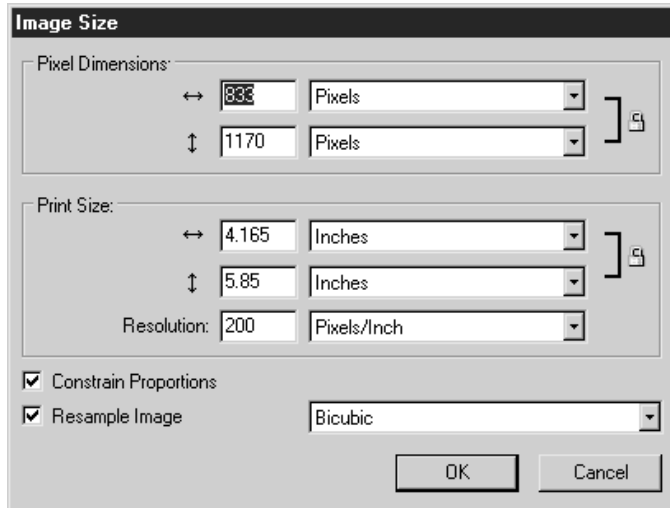 Image Size
Pixel Dimensions:
833 Pixels
1170 Pixels
Print Size:
4.165 Inches
5.85 Inches
Resolution: 200 Pixels/Inch
Constrain Proportions
Resample Image Bicubic
OK Cancel